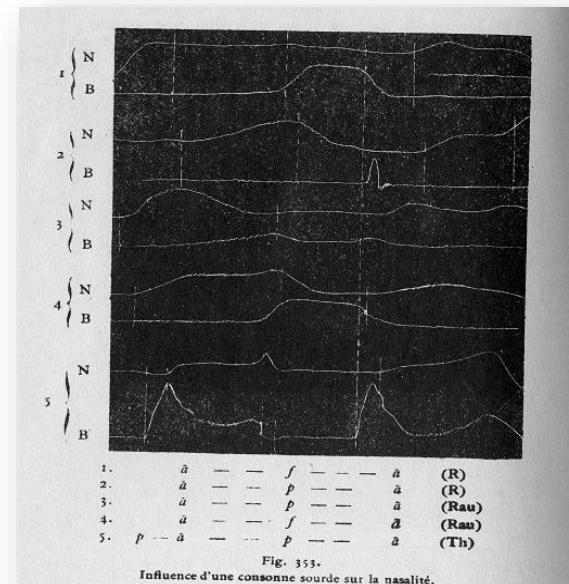 N
1
B
N
2
B
N
3
B
N
4
B
N
5
B
1. ã — — f — — — ã (R)
2. ã — — p — — ã (R)
3. ã — — p — — ã (Rau)
4. ã — — f — — ã (Rau)
5. p -- ã — -- p — — ã (Th)
Fig. 353.
Influence d'une consonne sourde sur la nasalité.